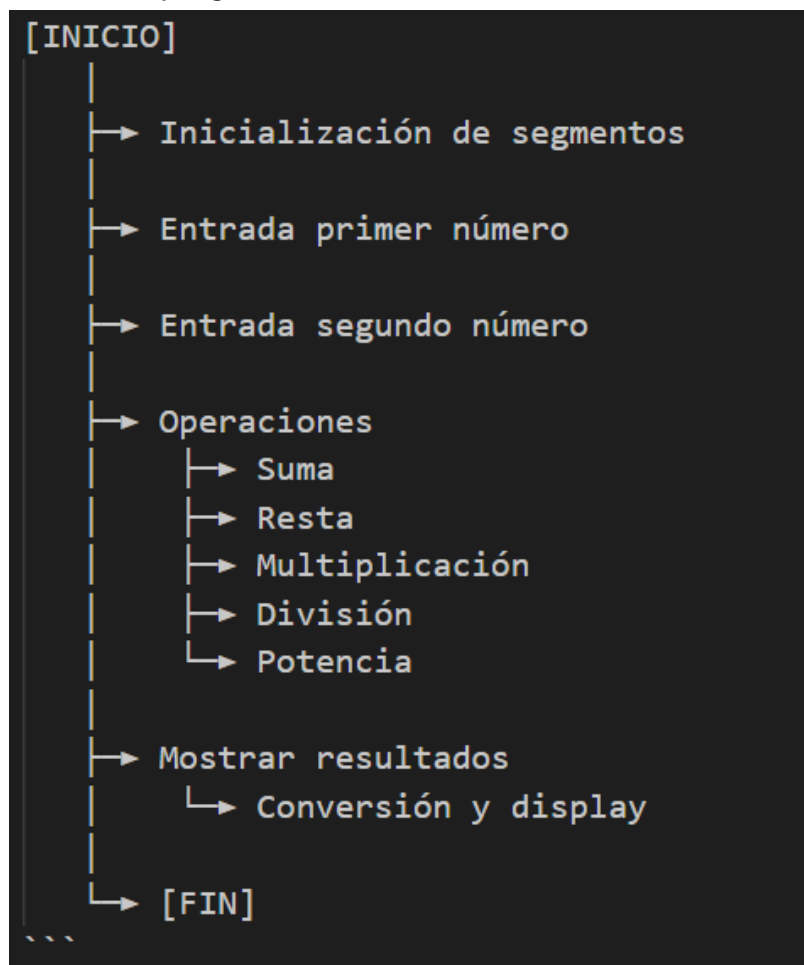 [INICIO]
│
├─► Inicialización de segmentos
│
├─► Entrada primer número
│
├─► Entrada segundo número
│
├─► Operaciones
│    ├─► Suma
│    ├─► Resta
│    ├─► Multiplicación
│    ├─► División
│    └─► Potencia
│
├─► Mostrar resultados
│    └─► Conversión y display
│
└─► [FIN]
```